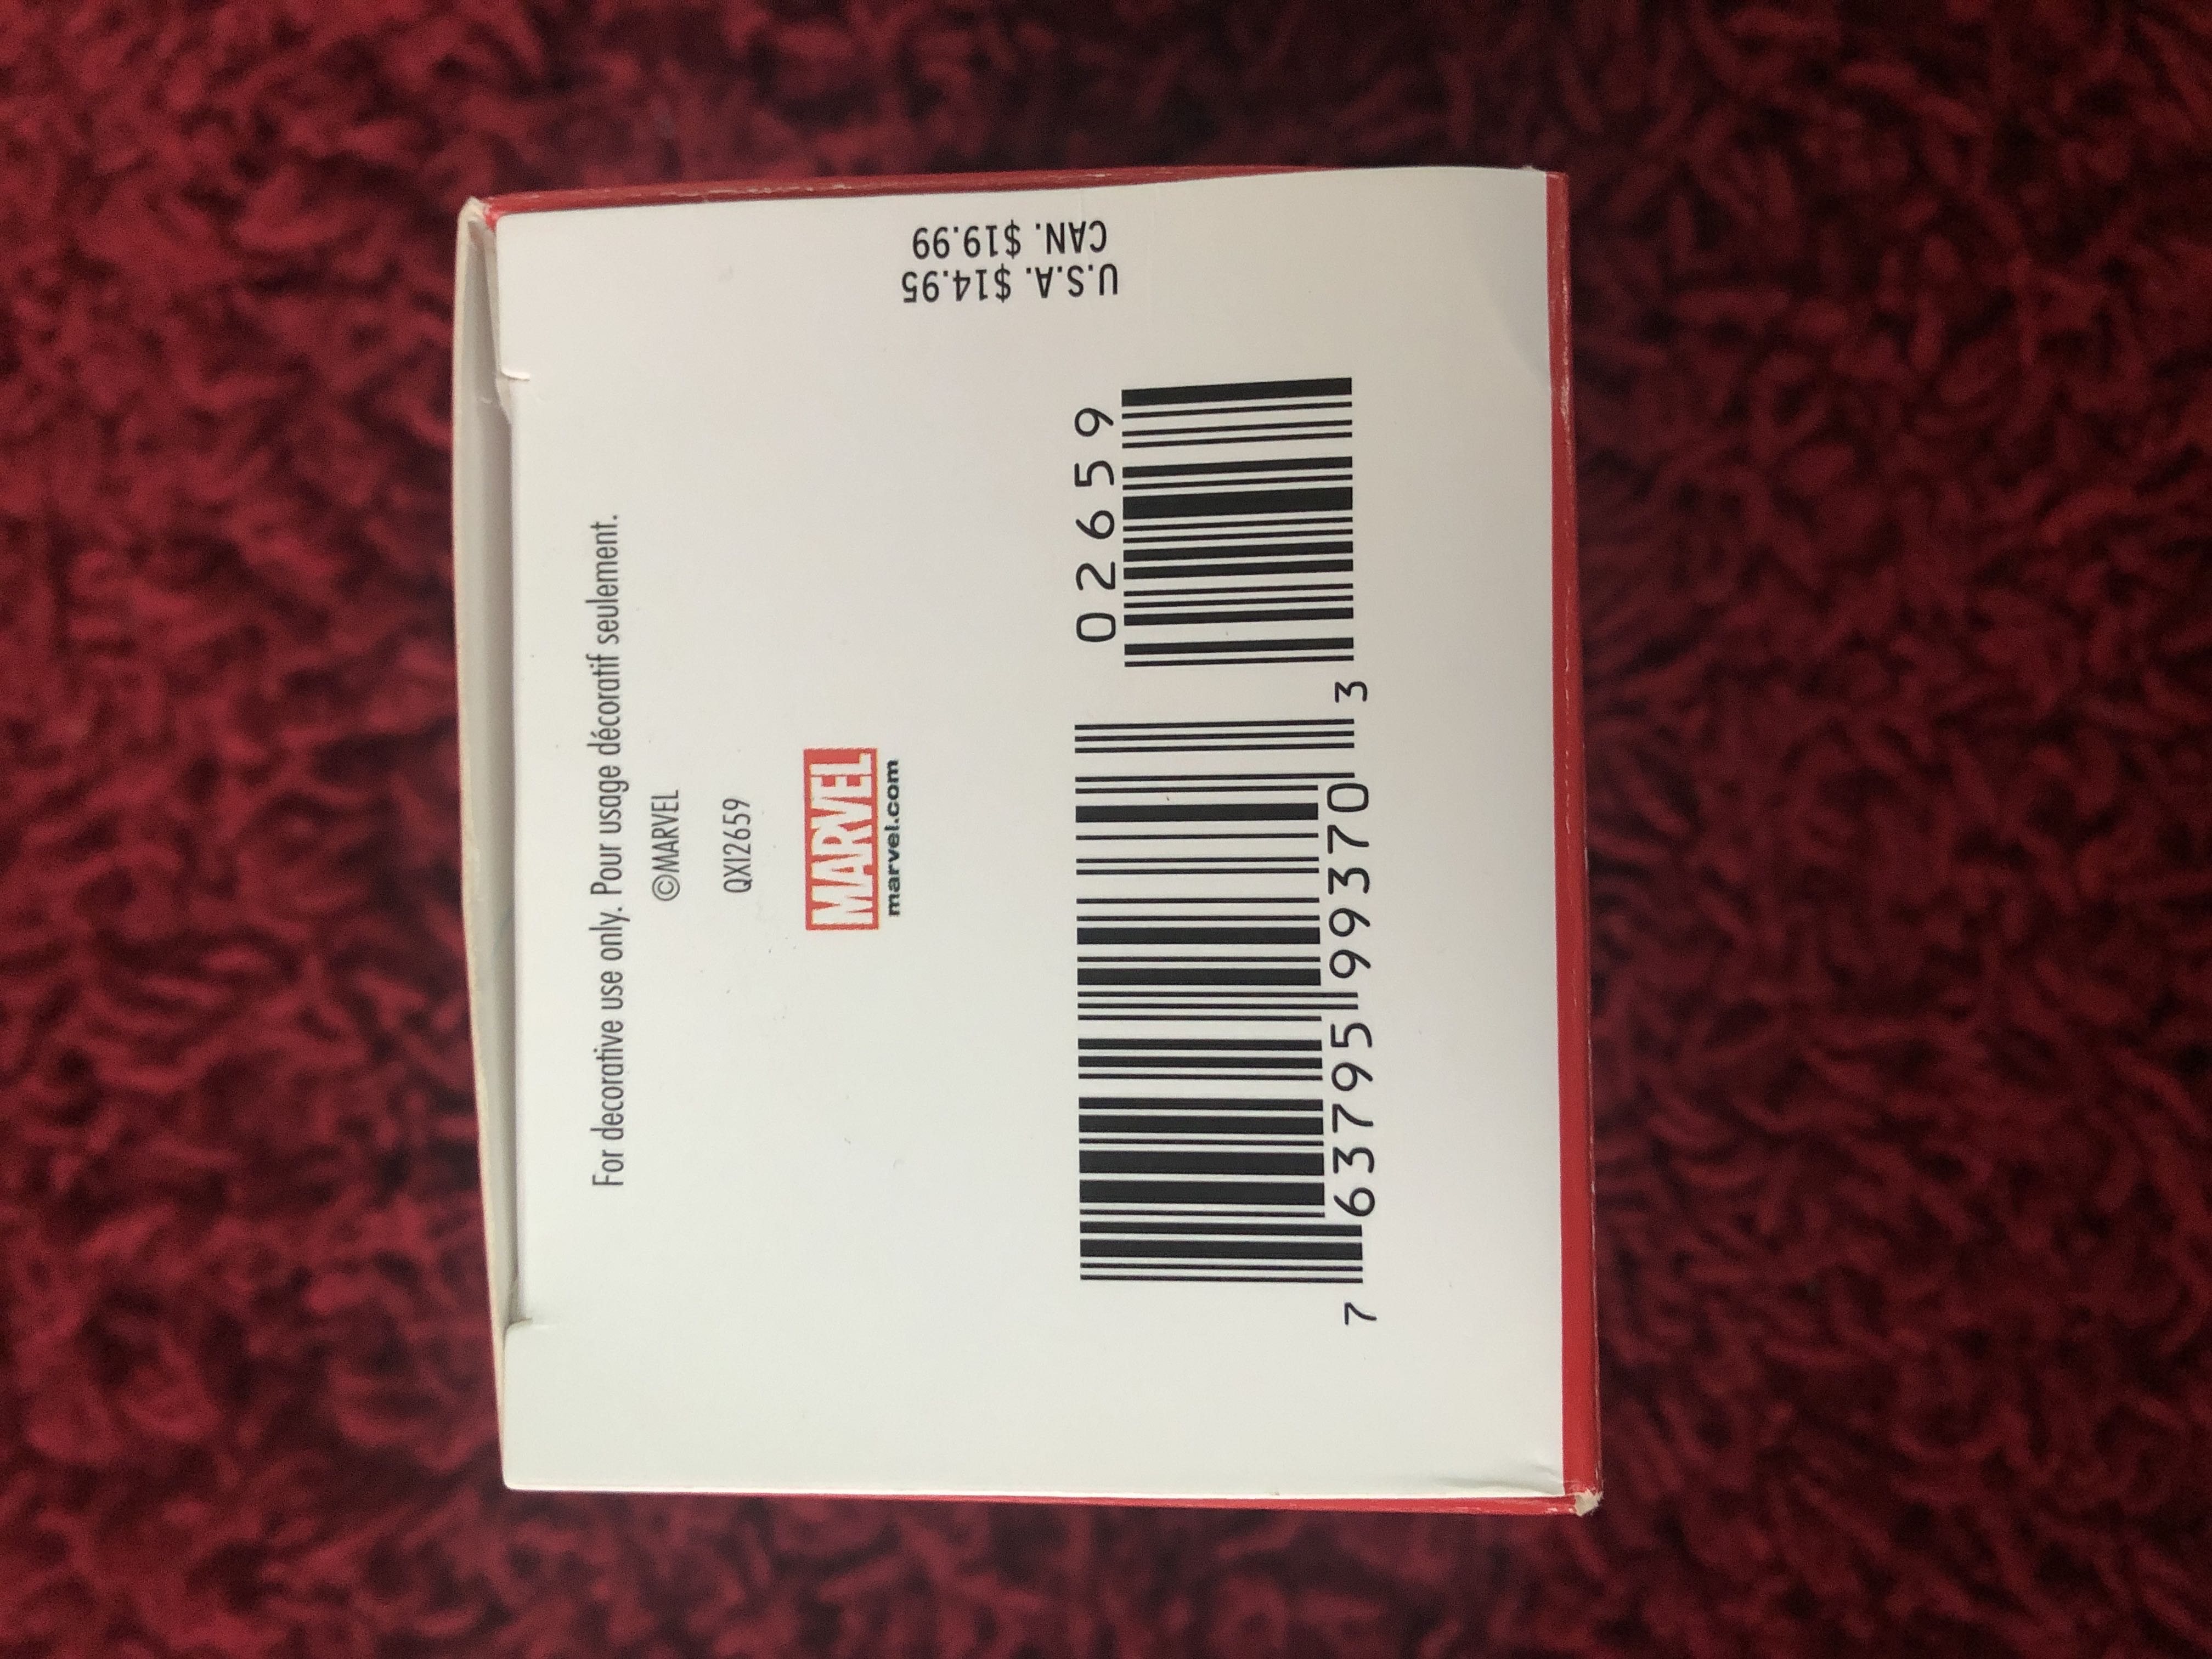 For decorative use only. Pour usage décoratif seulement.
©MARVEL
QXI2659
MARVEL
marvel.com
02659
7 63795 99370 3
U.S.A. $14.95
CAN. $19.99